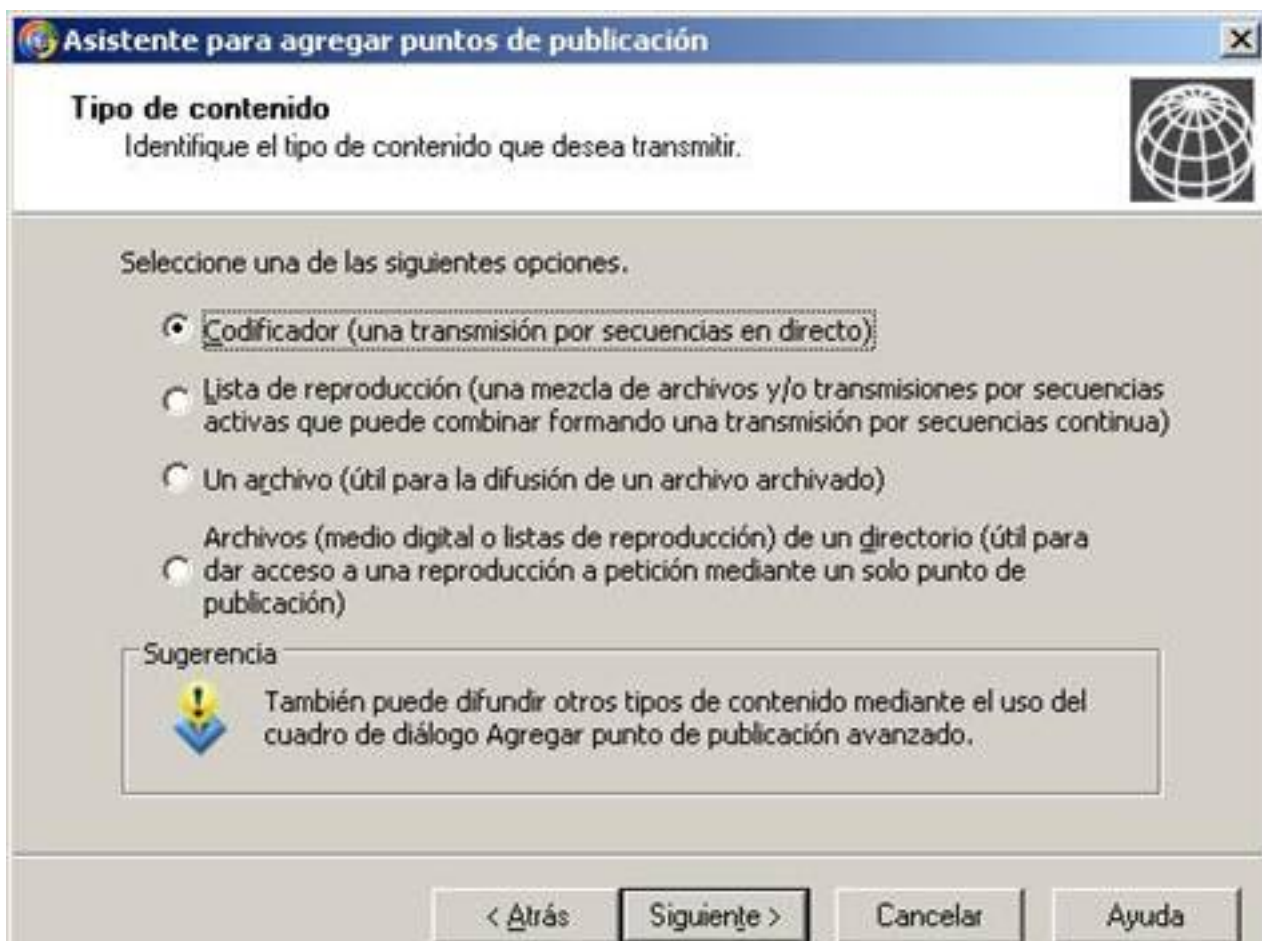 Asistente para agregar puntos de publicación
Tipo de contenido
Identifique el tipo de contenido que desea transmitir.
Seleccione una de las siguientes opciones.
Codificador (una transmisión por secuencias en directo)
Lista de reproducción (una mezcla de archivos y/o transmisiones por secuencias
activas que puede combinar formando una transmisión por secuencias continua)
Un archivo (útil para la difusión de un archivo archivado)
Archivos (medio digital o listas de reproducción) de un directorio (útil para
dar acceso a una reproducción a petición mediante un solo punto de
publicación)
Sugerencia
También puede difundir otros tipos de contenido mediante el uso del
cuadro de diálogo Agregar punto de publicación avanzado.
< Atrás Siguiente > Cancelar Ayuda